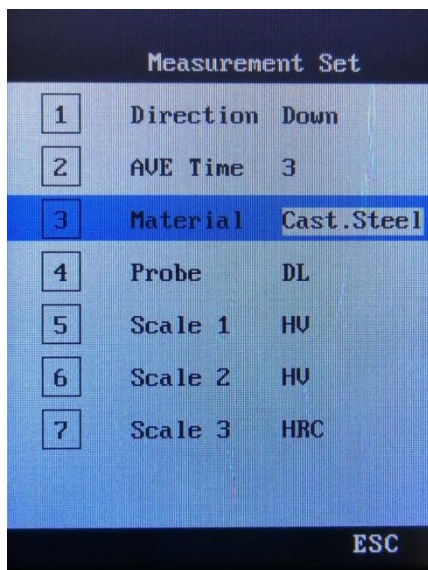 Measurement Set
1 Direction Down
2 AVE Time 3
3 Material Cast.Steel
4 Probe DL
5 Scale 1 HV
6 Scale 2 HV
7 Scale 3 HRC
ESC